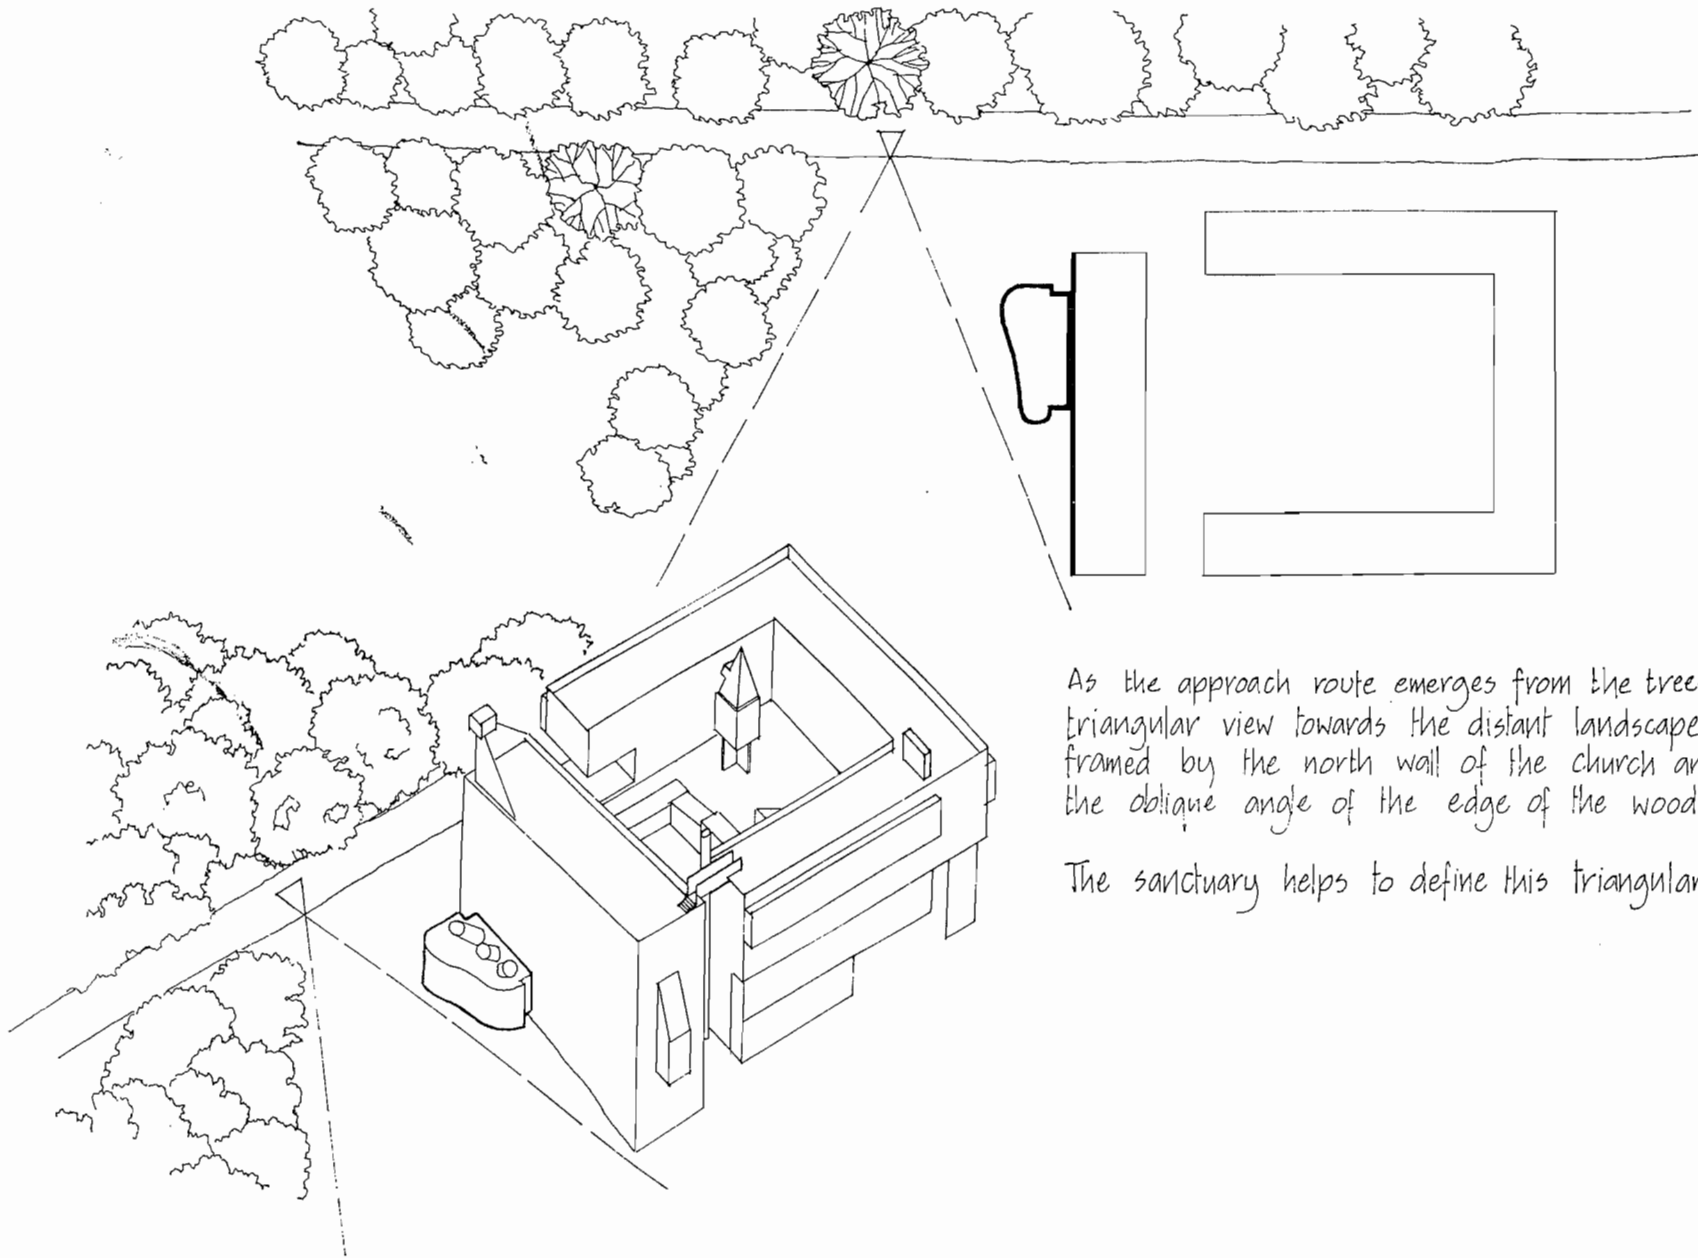 As the approach route emerges from the tree
triangular view towards the distant landscape
framed by the north wall of the church an
the oblique angle of the edge of the wood
The sanctuary helps to define this triangular